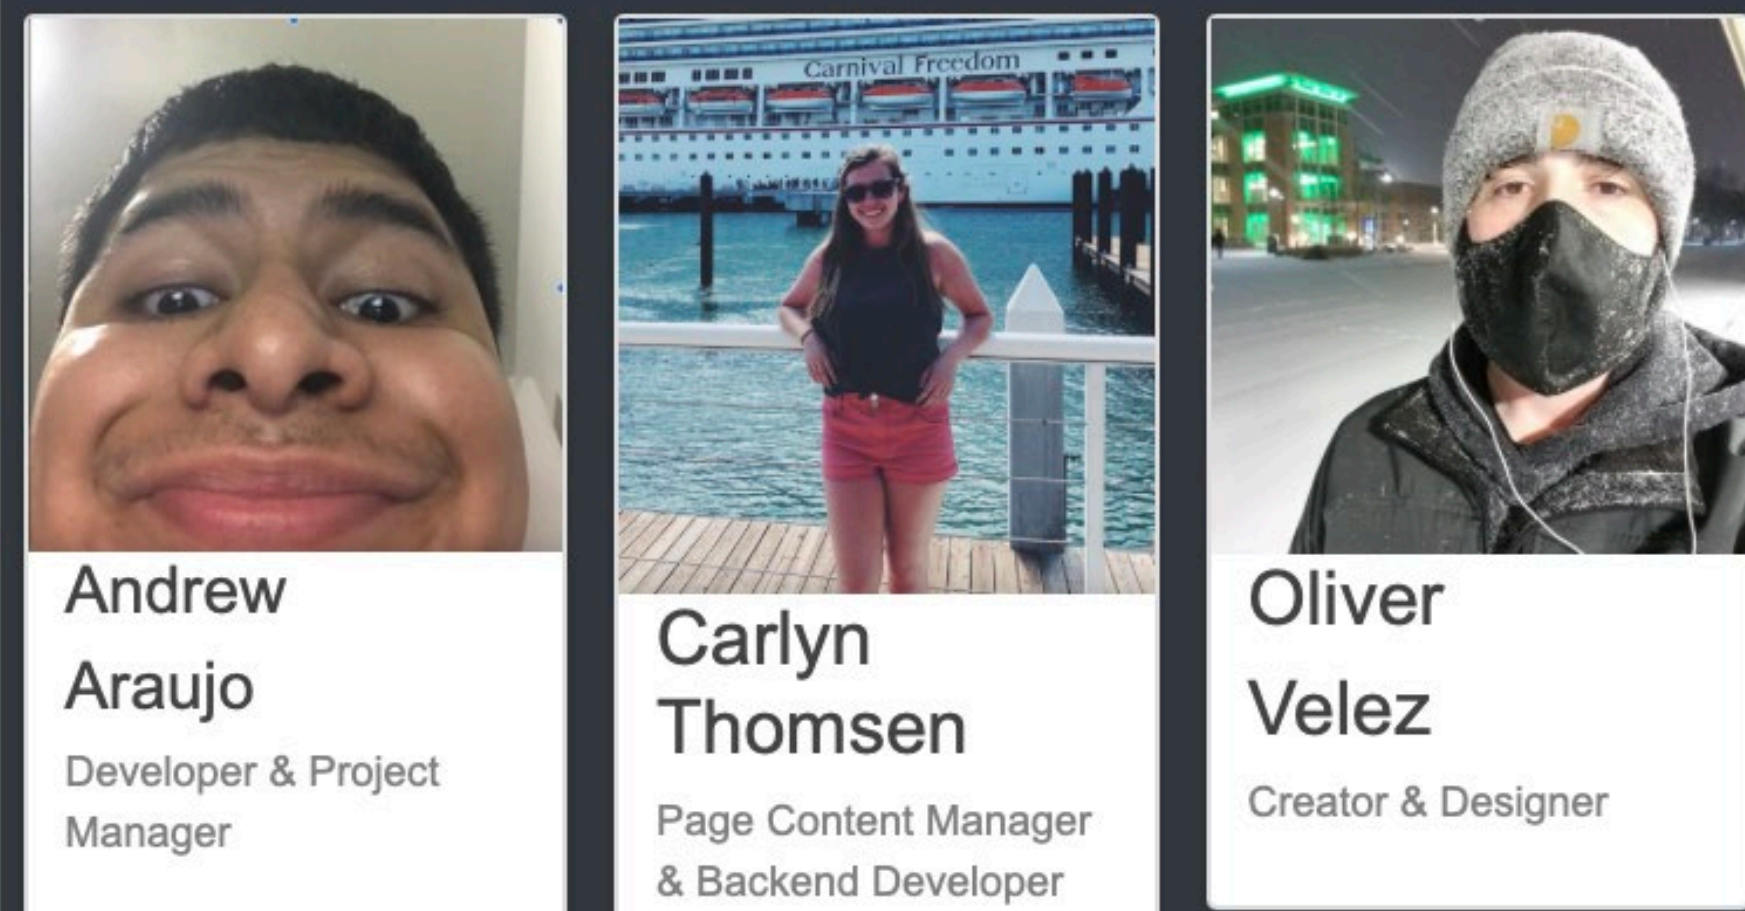 Carnival Freedom
Andrew
Araujo
Developer & Project
Manager
Carlyn
Thomsen
Page Content Manager
& Backend Developer
Oliver
Velez
Creator & Designer